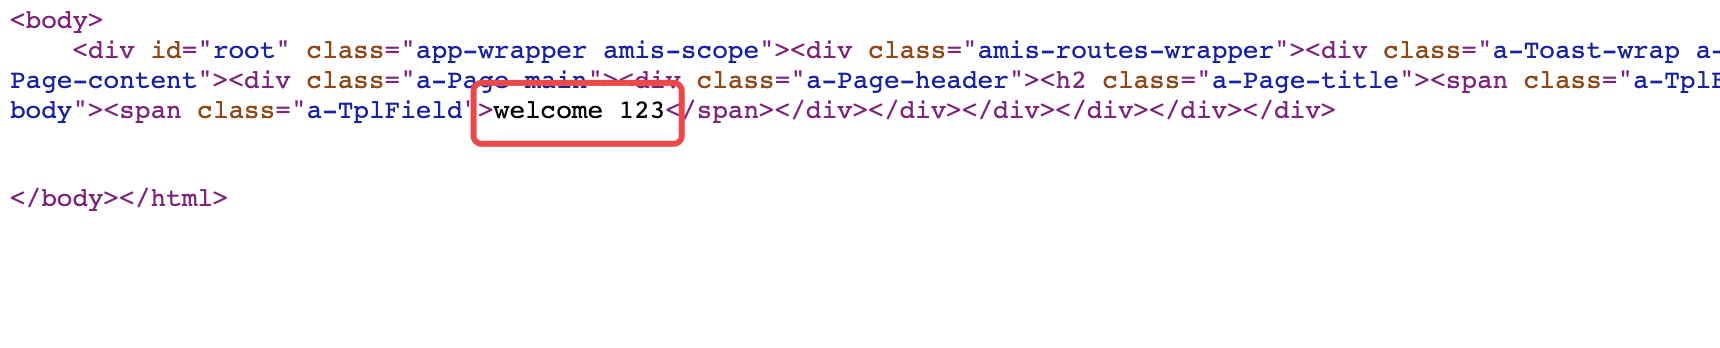 <body>
<div id="root" class="app-wrapper amis-scope"><div class="amis-routes-wrapper"><div class="a-Toast-wrap a-
Page-content"><div class="a-Page-main"><div class="a-Page-header"><h2 class="a-Page-title"><span class="a-TplF
body"><span class="a-TplField">welcome 123</span></div></div></div></div></div></div>
</body></html>